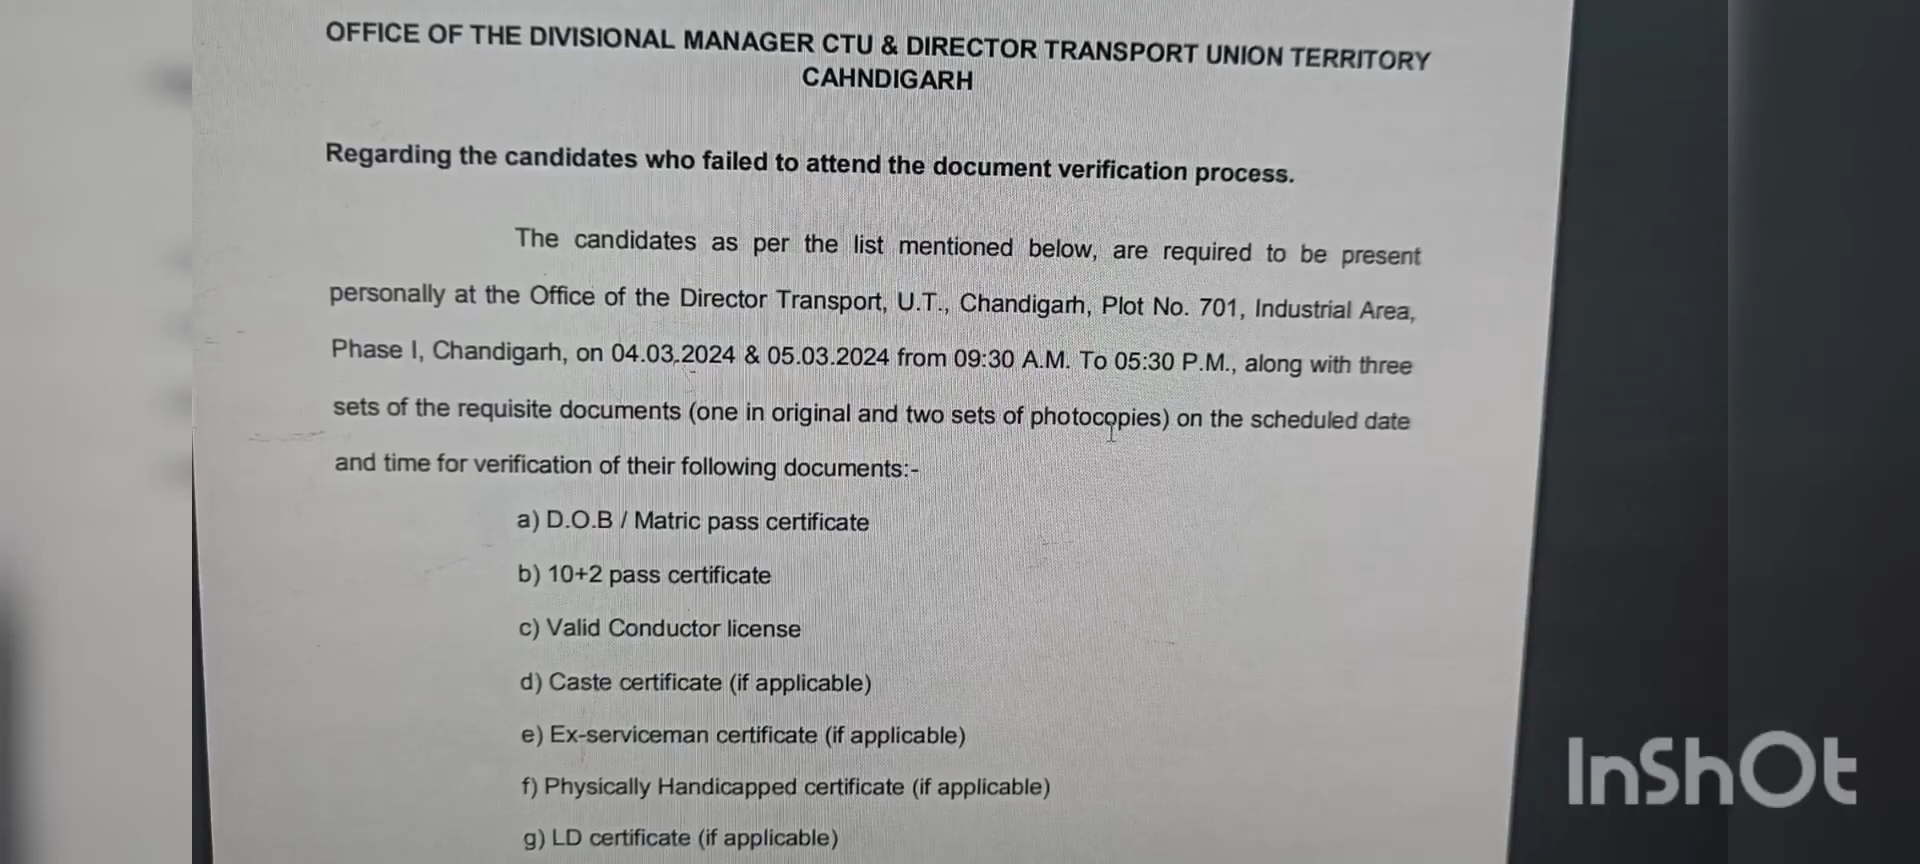 OFFICE OF THE DIVISIONAL MANAGER CTU & DIRECTOR TRANSPORT UNION TERRITORY
CAHNDIGARH
Regarding the candidates who failed to attend the document verification process.
The candidates as per the list mentioned below, are required to be present
personally at the Office of the Director Transport, U.T., Chandigarh, Plot No. 701, Industrial Area,
Phase I, Chandigarh, on 04.03.2024 & 05.03.2024 from 09:30 A.M. To 05:30 P.M., along with three
sets of the requisite documents (one in original and two sets of photocopies) on the scheduled date
and time for verification of their following documents:-
a) D.O.B / Matric pass certificate
b) 10+2 pass certificate
c) Valid Conductor license
d) Caste certificate (if applicable)
e) Ex-serviceman certificate (if applicable)
f) Physically Handicapped certificate (if applicable)
g) LD certificate (if applicable)
InShOt